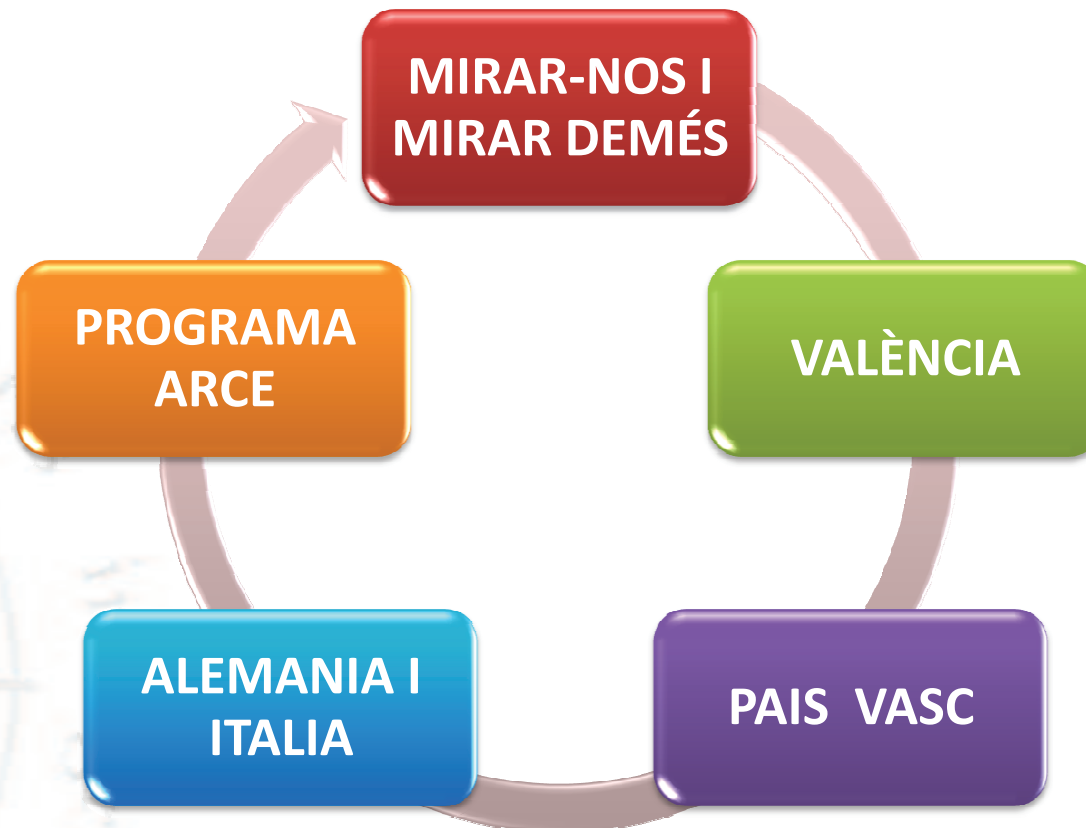 MIRAR-NOS I
MIRAR DEMÉS
VALÈNCIA
PAIS VASC
ALEMANIA I
ITALIA
PROGRAMA
ARCE